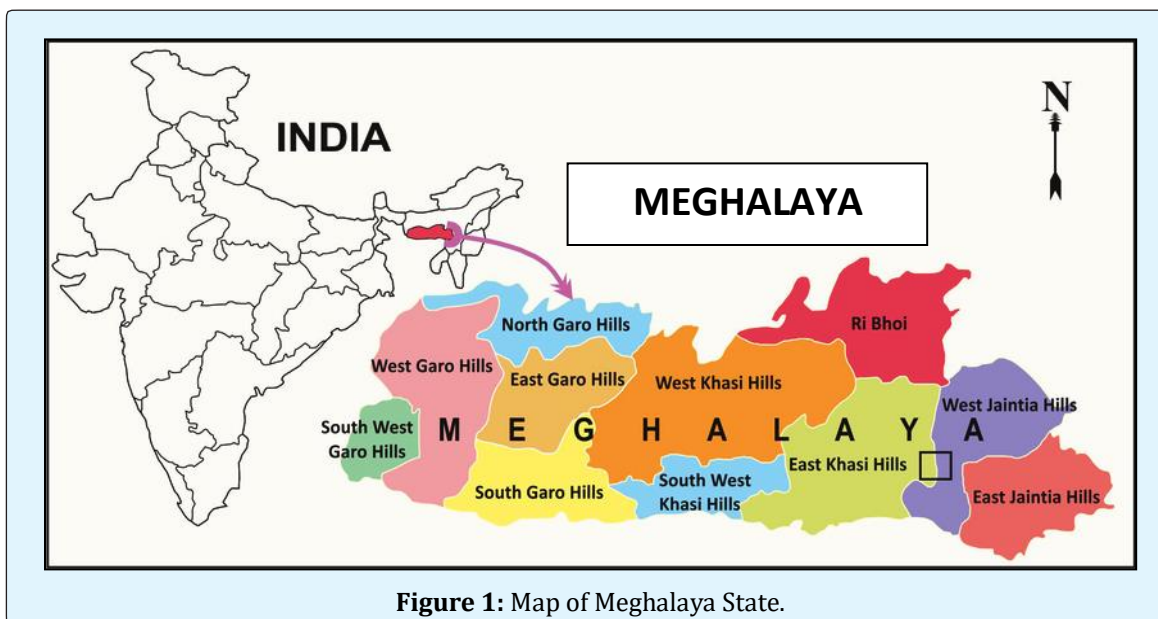 INDIA
N
MEGHALAYA
North Garo Hills
Ri Bhoi
West Garo Hills
East Garo Hills
West Khasi Hills
West Jaintia Hills
South West
Garo Hills
M E G H A L A Y A
East Khasi Hills
South Garo Hills
South West
Khasi Hills
East Jaintia Hills
Figure 1: Map of Meghalaya State.